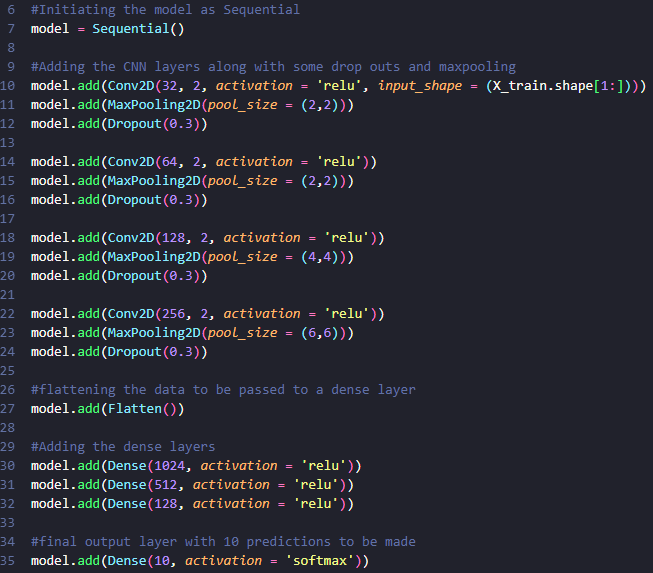 6 #Initiating the model as Sequential
7 model = Sequential()
8
9 #Adding the CNN layers along with some drop outs and maxpooling
10 model.add(Conv2D(32, 2, activation = 'relu', input_shape = (X_train.shape[1:])))
11 model.add(MaxPooling2D(pool_size = (2,2)))
12 model.add(Dropout(0.3))
13
14 model.add(Conv2D(64, 2, activation = 'relu'))
15 model.add(MaxPooling2D(pool_size = (2,2)))
16 model.add(Dropout(0.3))
17
18 model.add(Conv2D(128, 2, activation = 'relu'))
19 model.add(MaxPooling2D(pool_size = (4,4)))
20 model.add(Dropout(0.3))
21
22 model.add(Conv2D(256, 2, activation = 'relu'))
23 model.add(MaxPooling2D(pool_size = (6,6)))
24 model.add(Dropout(0.3))
25
26 #flattening the data to be passed to a dense layer
27 model.add(Flatten())
28
29 #Adding the dense layers
30 model.add(Dense(1024, activation = 'relu'))
31 model.add(Dense(512, activation = 'relu'))
32 model.add(Dense(128, activation = 'relu'))
33
34 #final output layer with 10 predictions to be made
35 model.add(Dense(10, activation = 'softmax'))